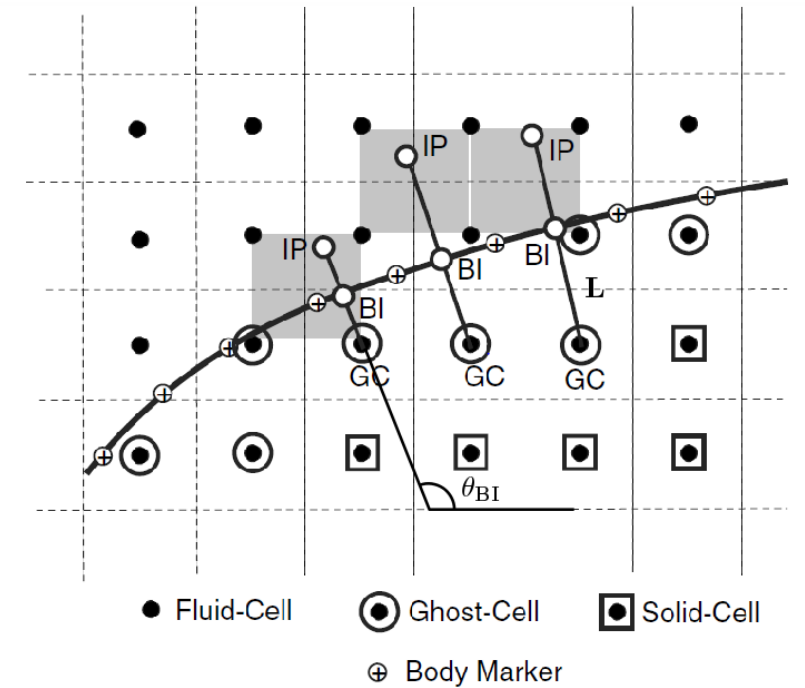 IP
IP
IP
BI
BI
BI
L
GC
GC
GC
θBI
Fluid-Cell
Ghost-Cell
Solid-Cell
Body Marker